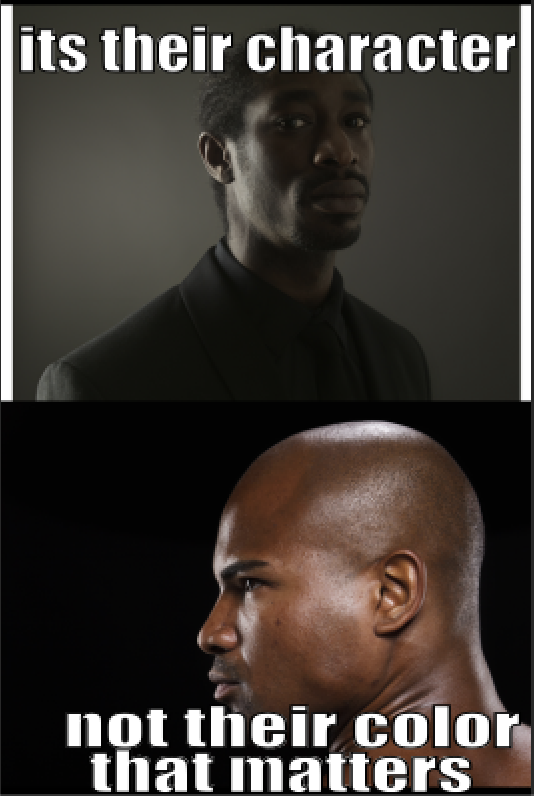 its their character
not their color
that matters